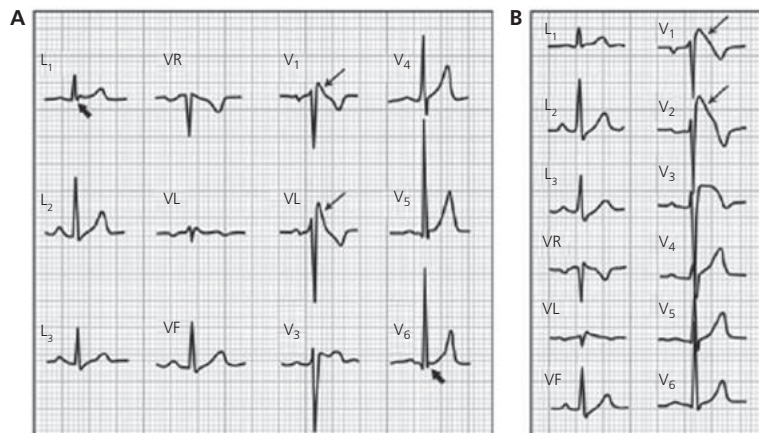 A
L1 VR V1 V4
L2 VL VL V5
L3 VF V3 V6
B
L1 V1
L2 V2
L3 V3
VR V4
VL V5
VF V6